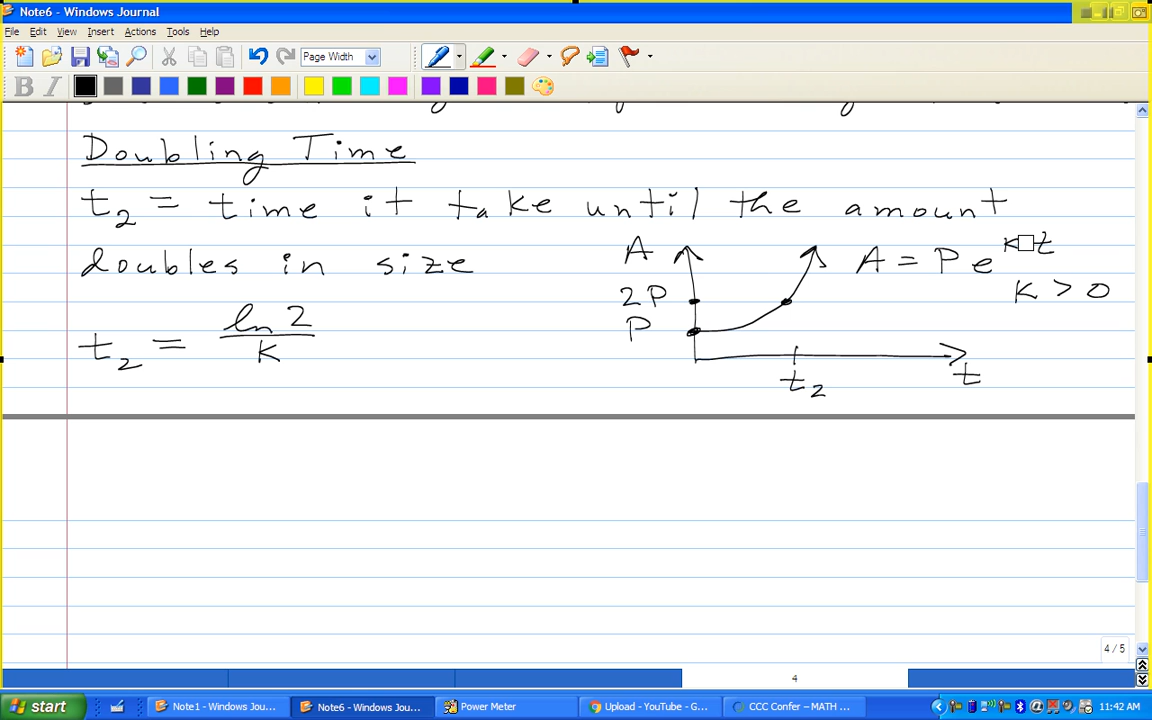 Note6 - Windows Journal
File Edit View Insert Actions Tools Help
Page Width
B I
Doubling Time
t₂ = time it take until the amount
doubles in size
A
A = Pe^kt
2P
k > 0
P
t₂ = ln 2 / k
t₂
t
4 / 5
4
start
Note1 - Windows Jou...
Note6 - Windows Jou...
Power Meter
Upload - YouTube - G...
CCC Confer – MATH ...
11:42 AM